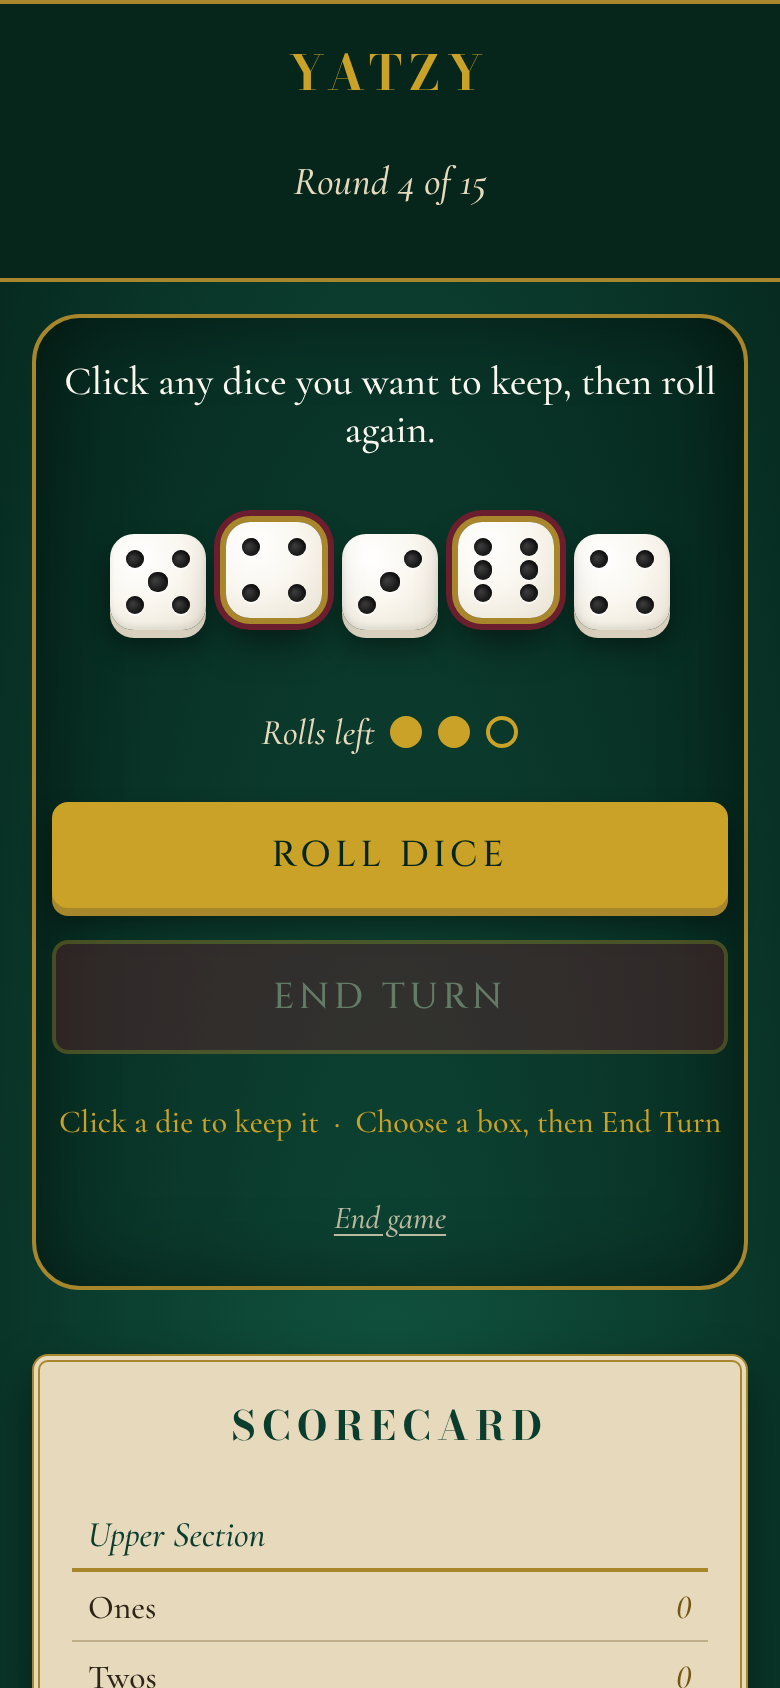 YATZY
Round 4 of 15
Click any dice you want to keep, then roll
again.
Rolls left
ROLL DICE
END TURN
Click a die to keep it · Choose a box, then End Turn
End game
SCORECARD
Upper Section
Ones 0
Twos 0